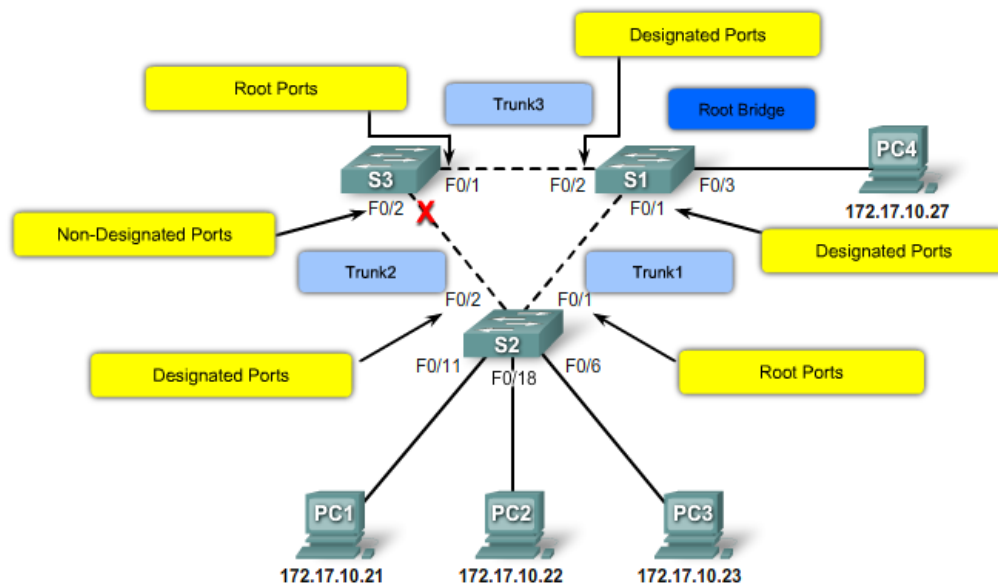 Designated Ports
Root Ports
Trunk3
Root Bridge
PC4
S3
F0/1
F0/2
S1
F0/3
F0/2
F0/1
172.17.10.27
X
Non-Designated Ports
Designated Ports
Trunk2
Trunk1
F0/2
F0/1
S2
Designated Ports
F0/11
F0/6
Root Ports
F0/18
PC1
PC2
PC3
172.17.10.21
172.17.10.22
172.17.10.23